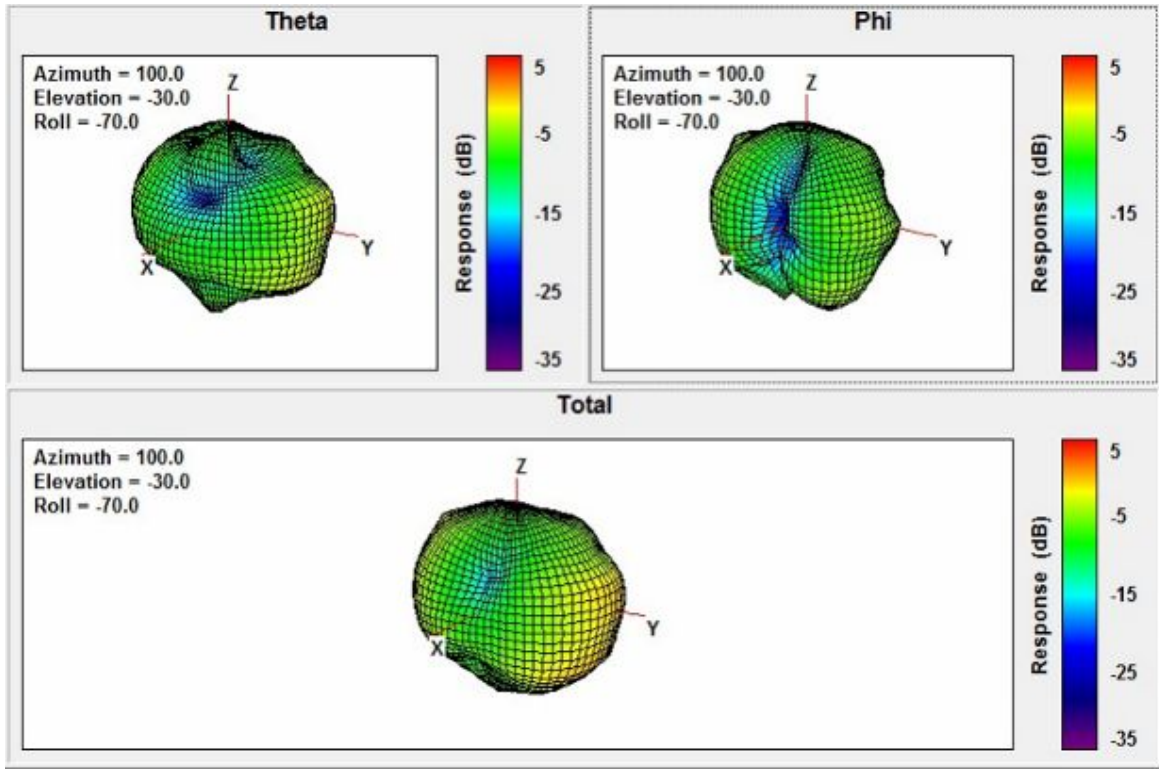 Theta
Azimuth = 100.0
Elevation = -30.0
Roll = -70.0
Z
Y
X
Response (dB)
5
-5
-15
-25
-35
Phi
Azimuth = 100.0
Elevation = -30.0
Roll = -70.0
Z
Y
X
Response (dB)
5
-5
-15
-25
-35
Total
Azimuth = 100.0
Elevation = -30.0
Roll = -70.0
Z
Y
X
Response (dB)
5
-5
-15
-25
-35